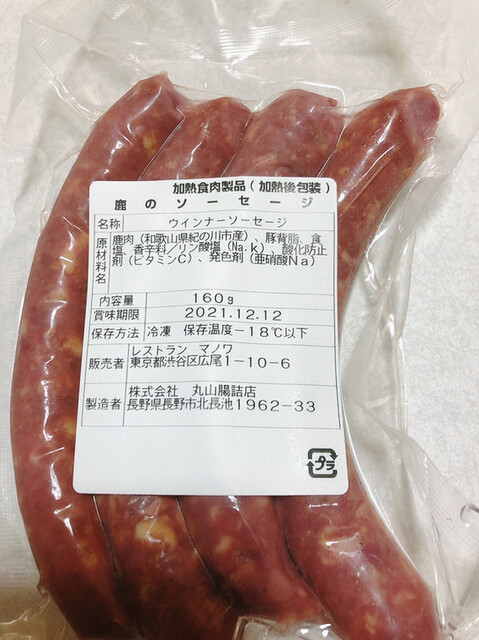 加熱食肉製品(加熱後包装)
鹿のソーセージ
名称 ウインナーソーセージ
原材料名 鹿肉(和歌山県紀の川市産)、豚背脂、食
塩、香辛料/リン酸塩(Na.k)、酸化防止
剤(ビタミンC)、発色剤(亜硝酸Na)
内容量 160g
賞味期限 2021.12.12
保存方法 冷凍 保存温度-18℃以下
販売者 レストラン マノワ
東京都渋谷区広尾1-10-6
製造者 株式会社 丸山腸詰店
長野県長野市北長池1962-33
プラ